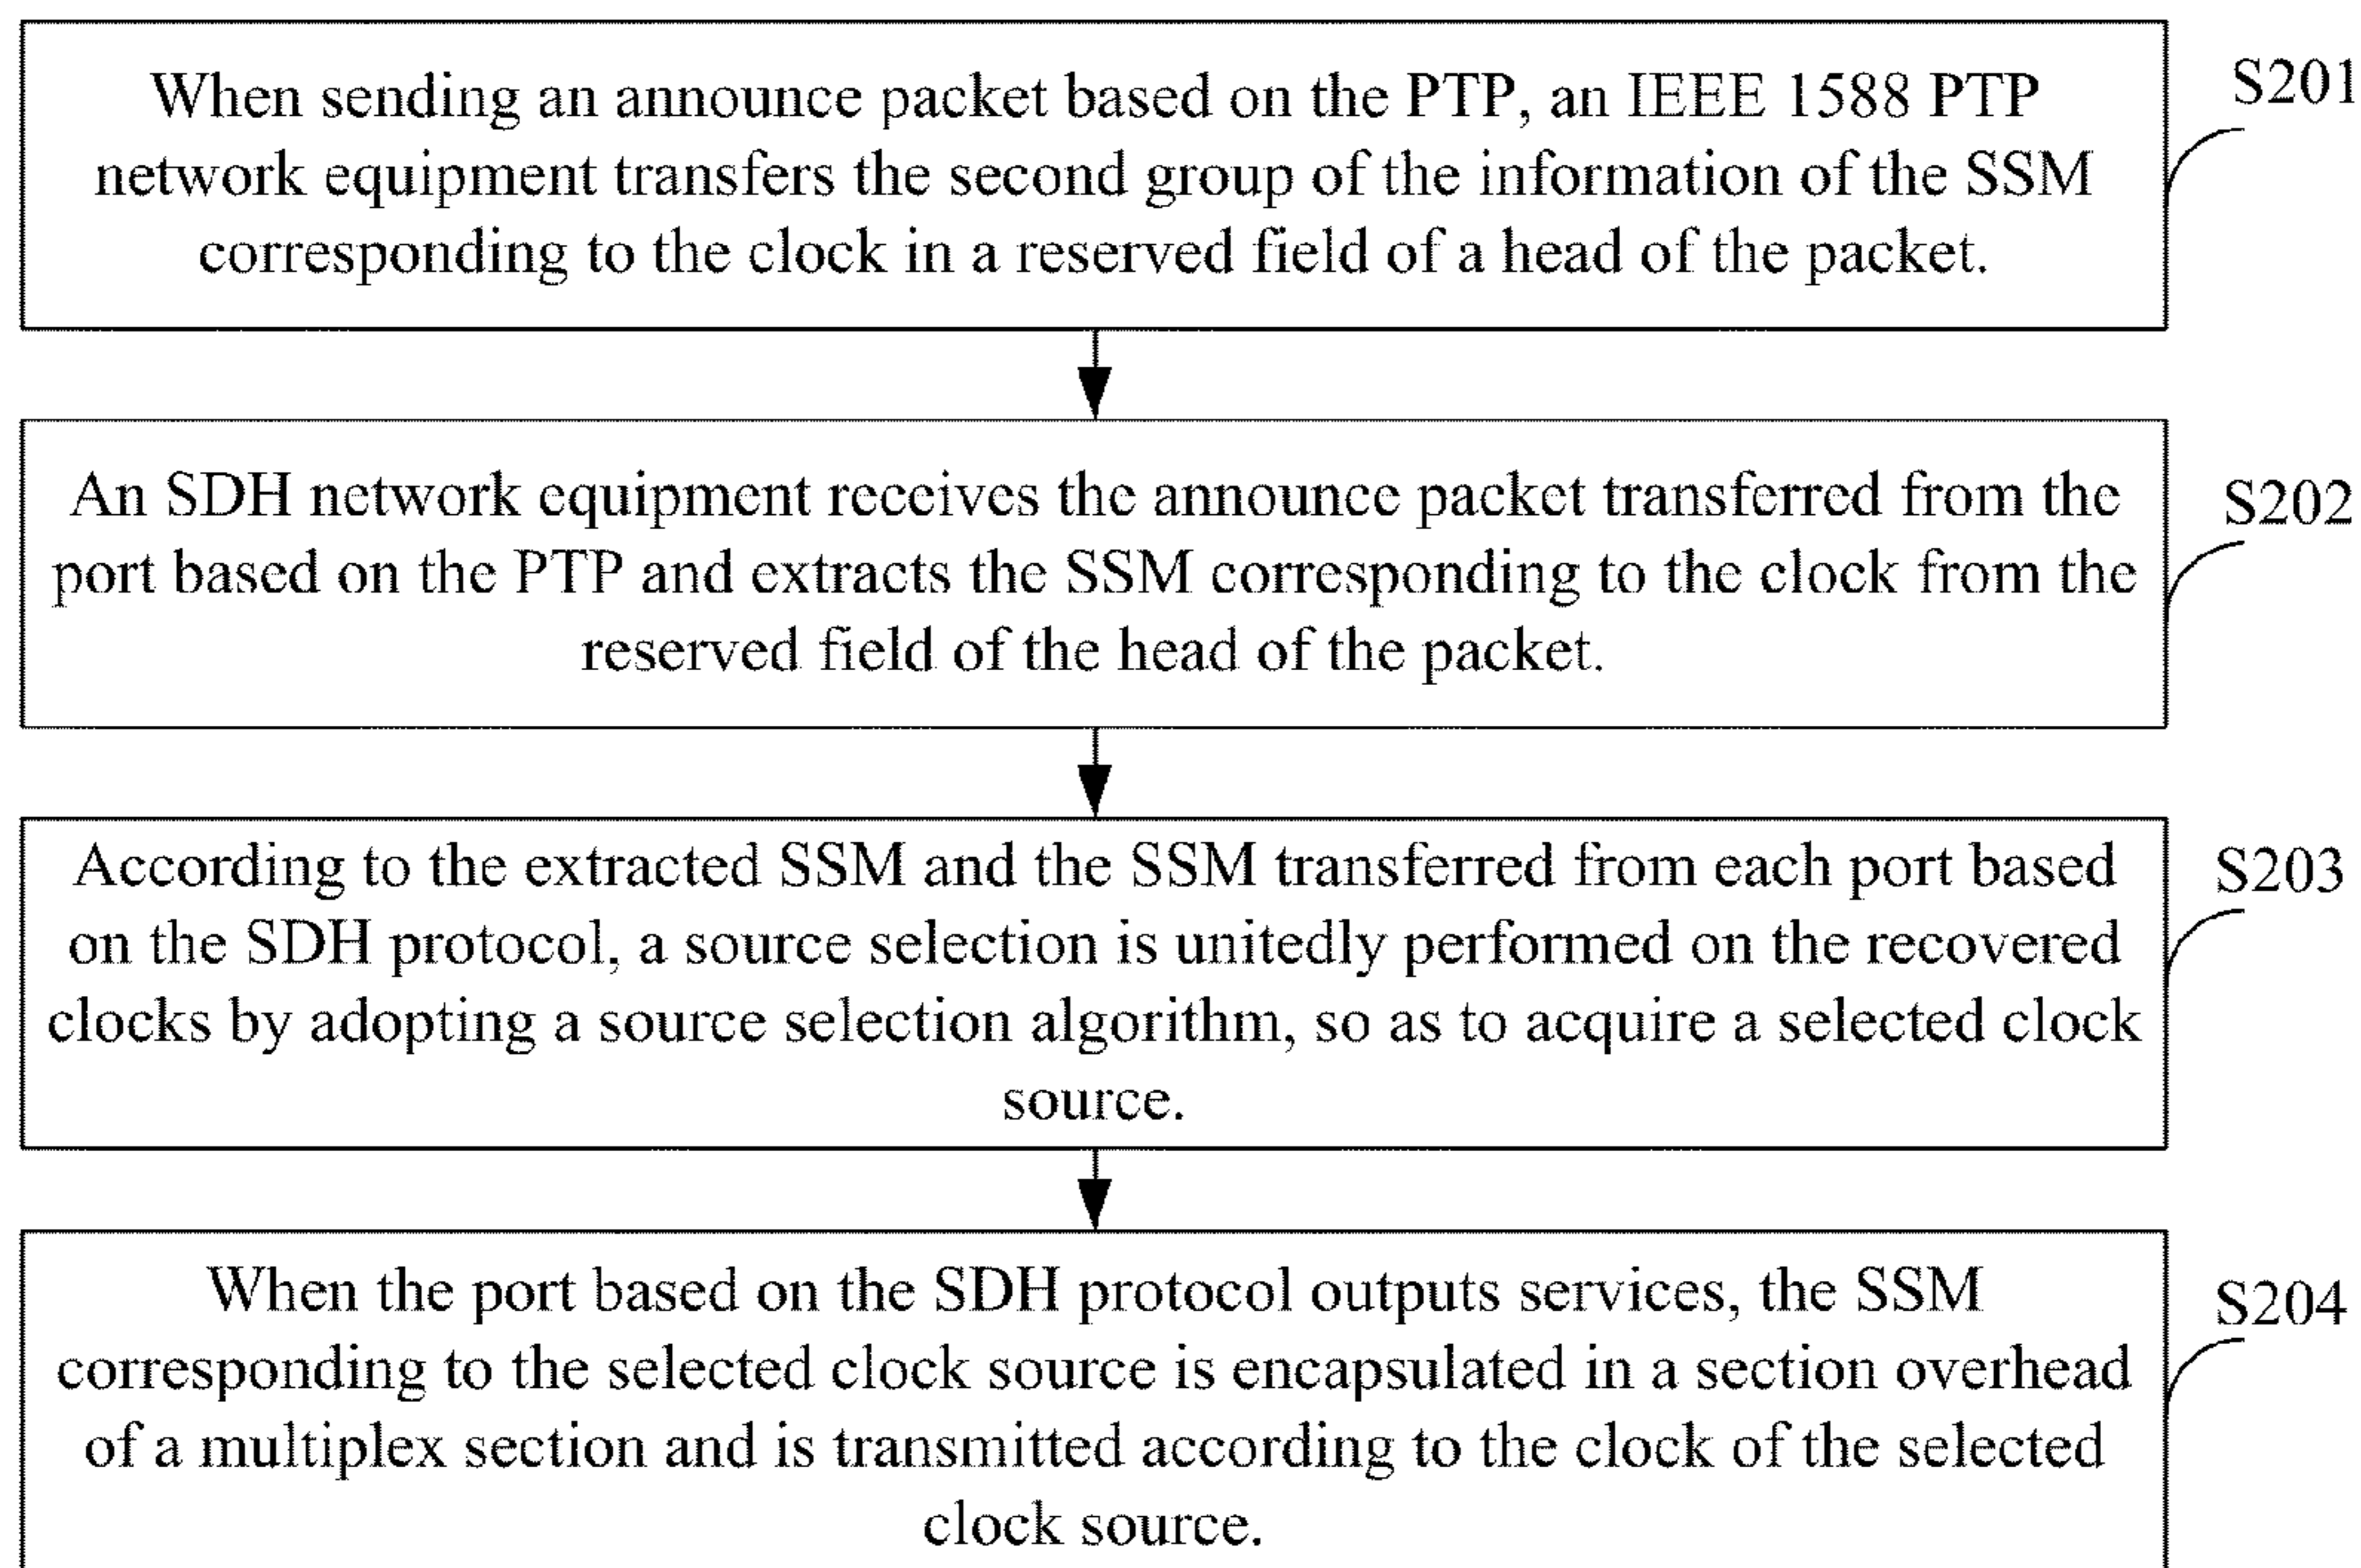 When sending an announce packet based on the PTP, an IEEE 1588 PTP
network equipment transfers the second group of the information of the SSM
corresponding to the clock in a reserved field of a head of the packet.
S201
An SDH network equipment receives the announce packet transferred from the
port based on the PTP and extracts the SSM corresponding to the clock from the
reserved field of the head of the packet.
S202
According to the extracted SSM and the SSM transferred from each port based
on the SDH protocol, a source selection is unitedly performed on the recovered
clocks by adopting a source selection algorithm, so as to acquire a selected clock
source.
S203
When the port based on the SDH protocol outputs services, the SSM
corresponding to the selected clock source is encapsulated in a section overhead
of a multiplex section and is transmitted according to the clock of the selected
clock source.
S204